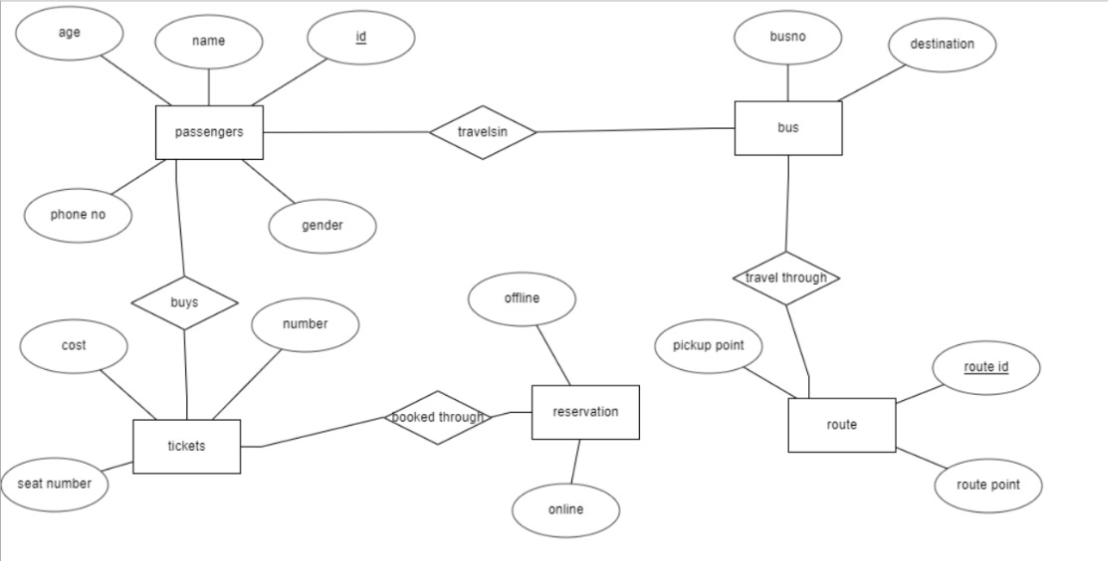 age
name
id
busno
destination
passengers
travelsin
bus
phone no
gender
buys
offline
travel through
cost
number
pickup point
route id
tickets
booked through
reservation
route
seat number
online
route point